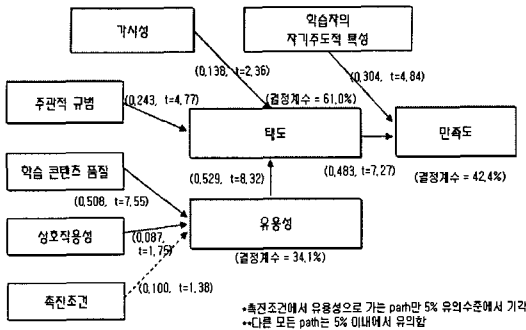 가시성
학습자의
자기주도적 특성
(0.138, t=2.36)
(0.304, t=4.84)
주관적 규범
(0.243, t=4.77)
(결정계수 = 61.0%)
태도
만족도
학습 콘텐츠 품질
(0.529, t=8.32)
(0.483, t=7.27)
(결정계수 = 42.4%)
(0.508, t=7.55)
상호작용성
(0.087,
t=1.75)
유용성
(결정계수 = 34.1%)
촉진조건
(0.100, t=1.38)
*촉진조건에서 유용성으로 가는 parh만 5% 유의수준에서 기각
**다른 모든 path는 5% 이내에서 유의함